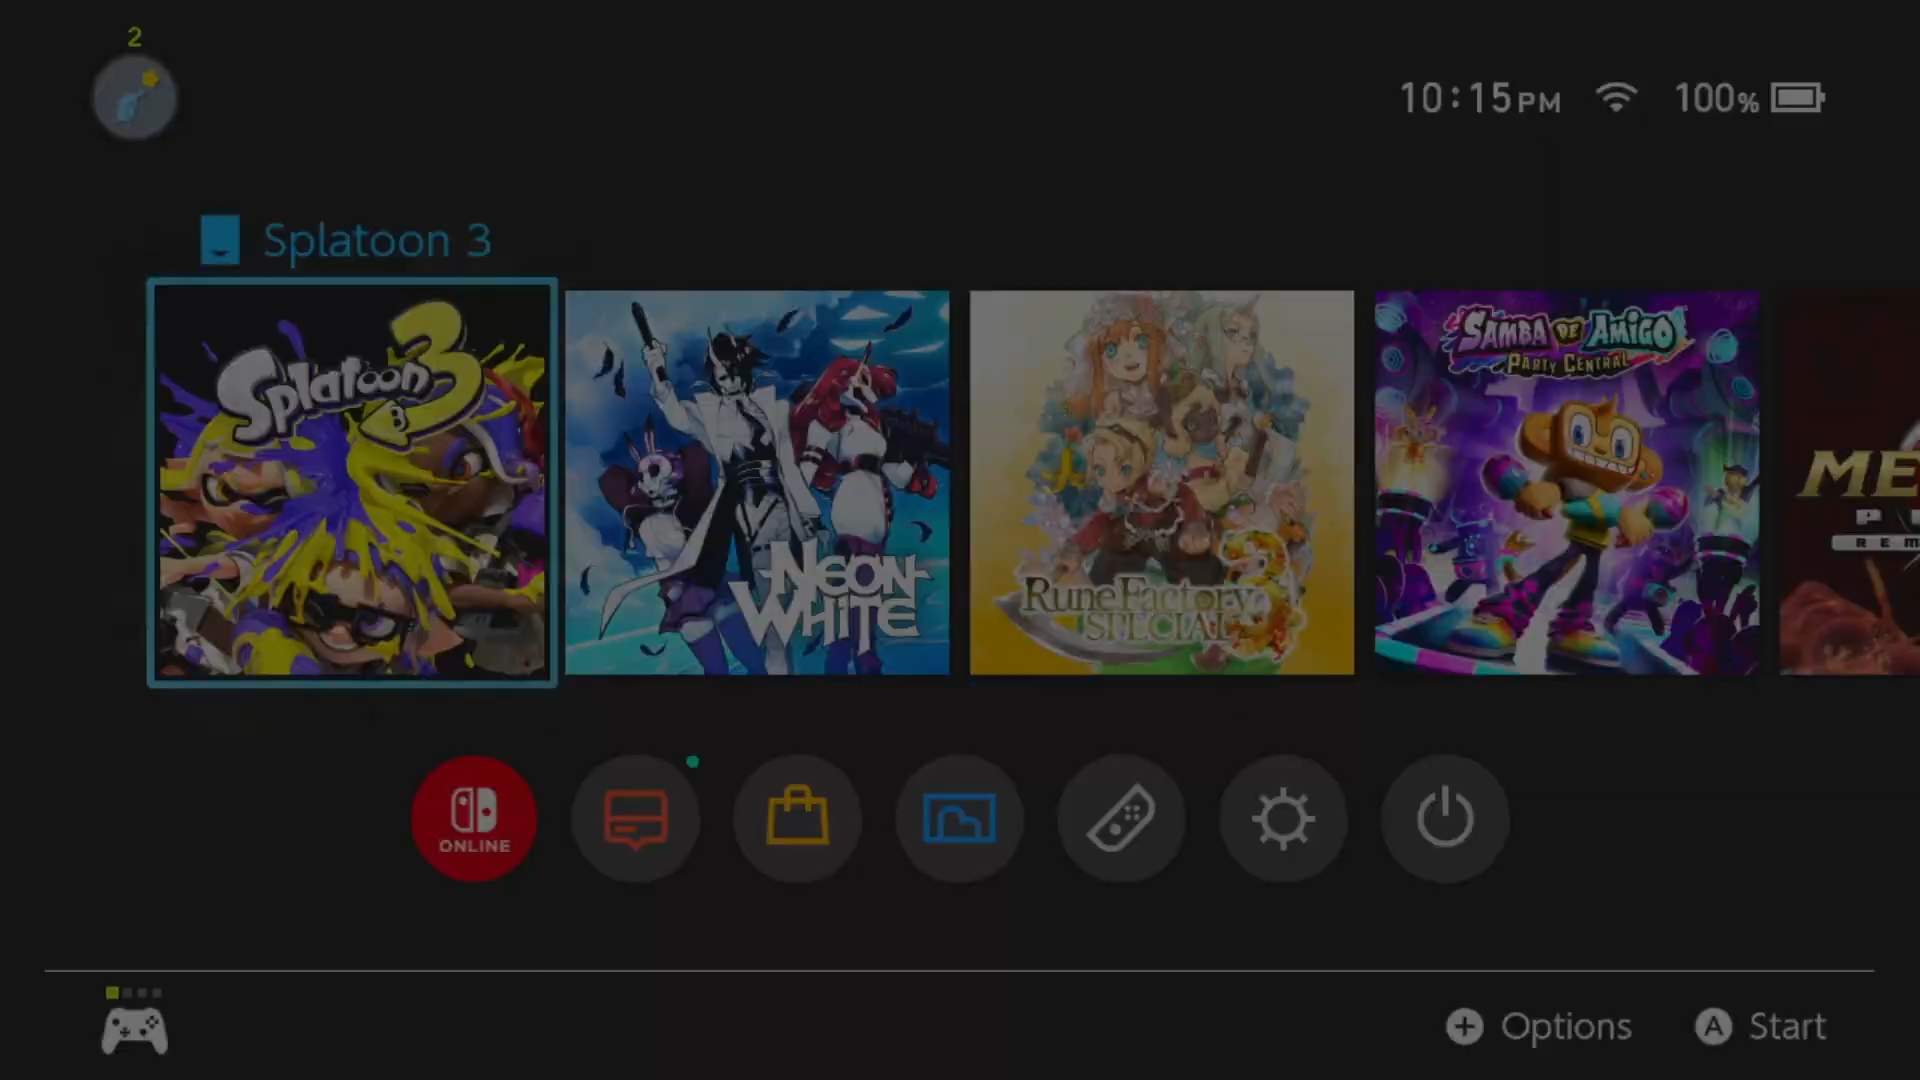 2
10:15PM
100%
Splatoon 3
Splatoon 3
NEON
WHITE
Rune Factory 3
SPECIAL
SAMBA DE AMIGO
PARTY CENTRAL
ME
P
REM
ONLINE
Options
A Start